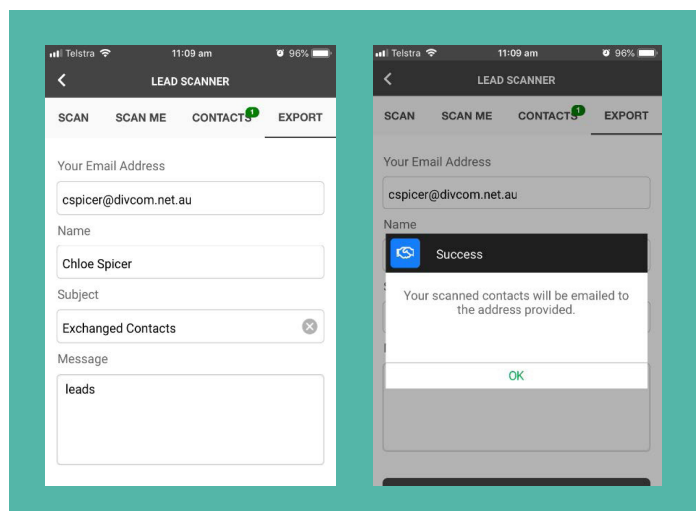 Telstra 11:09 am 96%
LEAD SCANNER
SCAN SCAN ME CONTACTS 1 EXPORT
Your Email Address
cspicer@divcom.net.au
Name
Chloe Spicer
Subject
Exchanged Contacts
Message
leads
Telstra 11:09 am 96%
LEAD SCANNER
SCAN SCAN ME CONTACTS 1 EXPORT
Your Email Address
cspicer@divcom.net.au
Name
Success
Your scanned contacts will be emailed to
the address provided.
OK